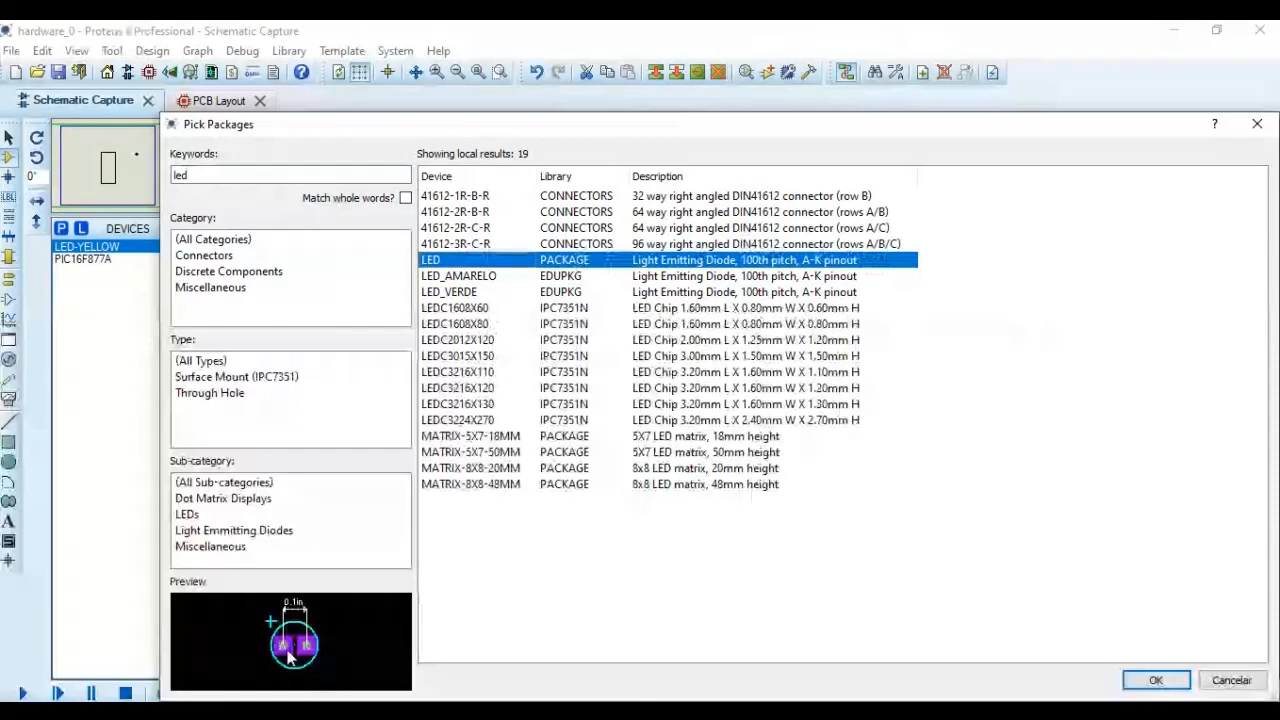 hardware_0 - Proteus 8 Professional - Schematic Capture
File Edit View Tool Design Graph Debug Library Template System Help
Schematic Capture PCB Layout
Pick Packages
?
Keywords:
led
Match whole words?
Category:
(All Categories)
Connectors
Discrete Components
Miscellaneous
Type:
(All Types)
Surface Mount (IPC7351)
Through Hole
Sub-category:
(All Sub-categories)
Dot Matrix Displays
LEDs
Light Emmitting Diodes
Miscellaneous
Preview
0.1in
A K
0°
LBL
P L DEVICES
LED-YELLOW
PIC16F877A
A
Showing local results: 19
Device Library Description
41612-1R-B-R CONNECTORS 32 way right angled DIN41612 connector (row B)
41612-2R-B-R CONNECTORS 64 way right angled DIN41612 connector (rows A/B)
41612-2R-C-R CONNECTORS 64 way right angled DIN41612 connector (rows A/C)
41612-3R-C-R CONNECTORS 96 way right angled DIN41612 connector (rows A/B/C)
LED PACKAGE Light Emitting Diode, 100th pitch, A-K pinout
LED_AMARELO EDUPKG Light Emitting Diode, 100th pitch, A-K pinout
LED_VERDE EDUPKG Light Emitting Diode, 100th pitch, A-K pinout
LEDC1608X60 IPC7351N LED Chip 1.60mm L X 0.80mm W X 0.60mm H
LEDC1608X80 IPC7351N LED Chip 1.60mm L X 0.80mm W X 0.80mm H
LEDC2012X120 IPC7351N LED Chip 2.00mm L X 1.25mm W X 1.20mm H
LEDC3015X150 IPC7351N LED Chip 3.00mm L X 1.50mm W X 1.50mm H
LEDC3216X110 IPC7351N LED Chip 3.20mm L X 1.60mm W X 1.10mm H
LEDC3216X120 IPC7351N LED Chip 3.20mm L X 1.60mm W X 1.20mm H
LEDC3216X130 IPC7351N LED Chip 3.20mm L X 1.60mm W X 1.30mm H
LEDC3224X270 IPC7351N LED Chip 3.20mm L X 2.40mm W X 2.70mm H
MATRIX-5X7-18MM PACKAGE 5X7 LED matrix, 18mm height
MATRIX-5X7-50MM PACKAGE 5X7 LED matrix, 50mm height
MATRIX-8X8-20MM PACKAGE 8x8 LED matrix, 20mm height
MATRIX-8X8-48MM PACKAGE 8x8 LED matrix, 48mm height
OK Cancelar